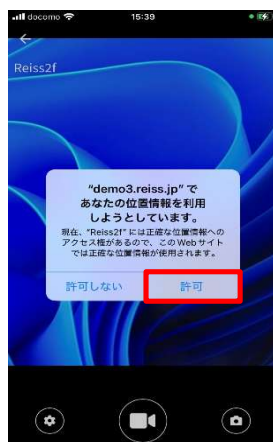 docomo 15:39
Reiss2f
"demo3.reiss.jp" で
あなたの位置情報を利用
しようとしています。
現在、"Reiss2f" には正確な位置情報への
アクセス権があるので、このWebサイト
では正確な位置情報が使用されます。
許可しない 許可